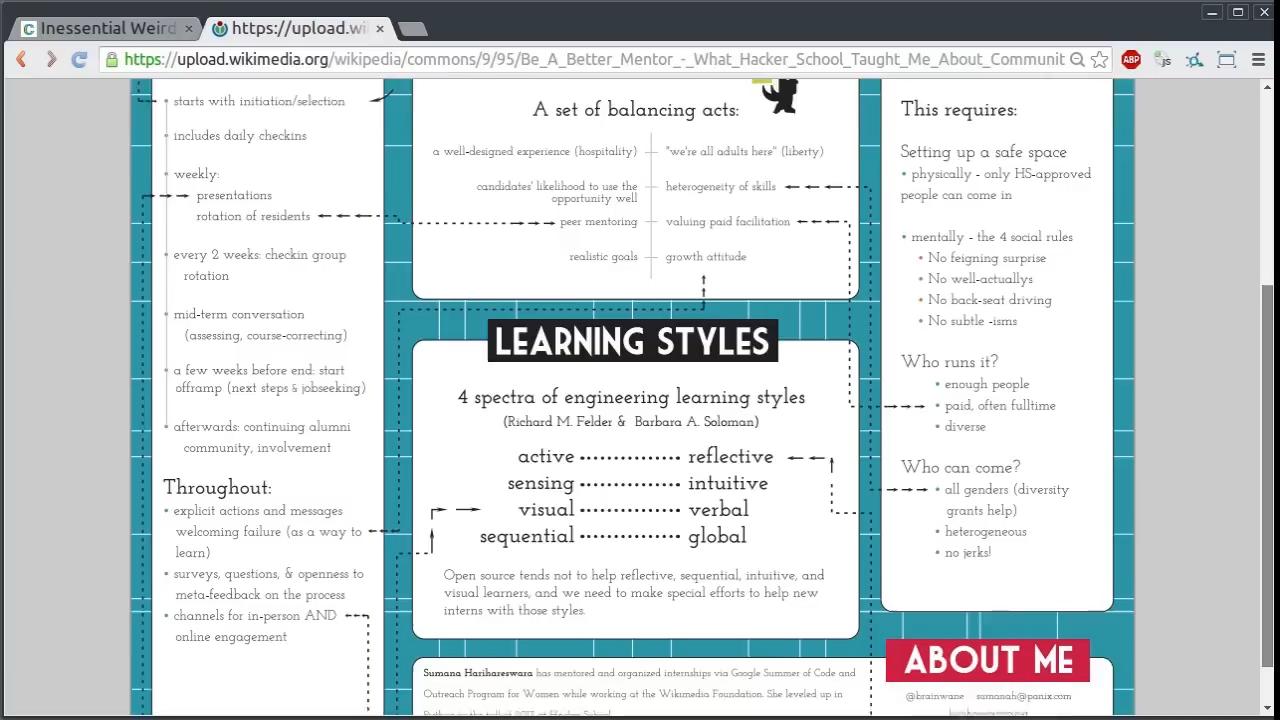 Inessential Weird
https://upload.wi
https://upload.wikimedia.org/wikipedia/commons/9/95/Be_A_Better_Mentor_-_What_Hacker_School_Taught_Me_About_Communit
ABP
js
• starts with initiation/selection
• includes daily checkins
• weekly:
presentations
rotation of residents
• every 2 weeks: checkin group
rotation
• mid-term conversation
(assessing, course-correcting)
• a few weeks before end: start
offramp (next steps & jobseeking)
• afterwards: continuing alumni
community, involvement
Throughout:
• explicit actions and messages
welcoming failure (as a way to
learn)
• surveys, questions, & openness to
meta-feedback on the process
• channels for in-person AND
online engagement
A set of balancing acts:
a well-designed experience (hospitality) "we're all adults here" (liberty)
candidates' likelihood to use the
opportunity well
heterogeneity of skills
peer mentoring valuing paid facilitation
realistic goals growth attitude
LEARNING STYLES
4 spectra of engineering learning styles
(Richard M. Felder & Barbara A. Soloman)
active ............. reflective
sensing ............. intuitive
visual ............. verbal
sequential ............. global
Open source tends not to help reflective, sequential, intuitive, and
visual learners, and we need to make special efforts to help new
interns with those styles.
Sumana Harihareswara has mentored and organized internships via Google Summer of Code and
Outreach Program for Women while working at the Wikimedia Foundation. She leveled up in
This requires:
Setting up a safe space
• physically - only HS-approved
people can come in
• mentally - the 4 social rules
• No feigning surprise
• No well-actuallys
• No back-seat driving
• No subtle -isms
Who runs it?
• enough people
• paid, often fulltime
• diverse
Who can come?
• all genders (diversity
grants help)
• heterogeneous
• no jerks!
ABOUT ME
@brainwane sumanah@panix.com